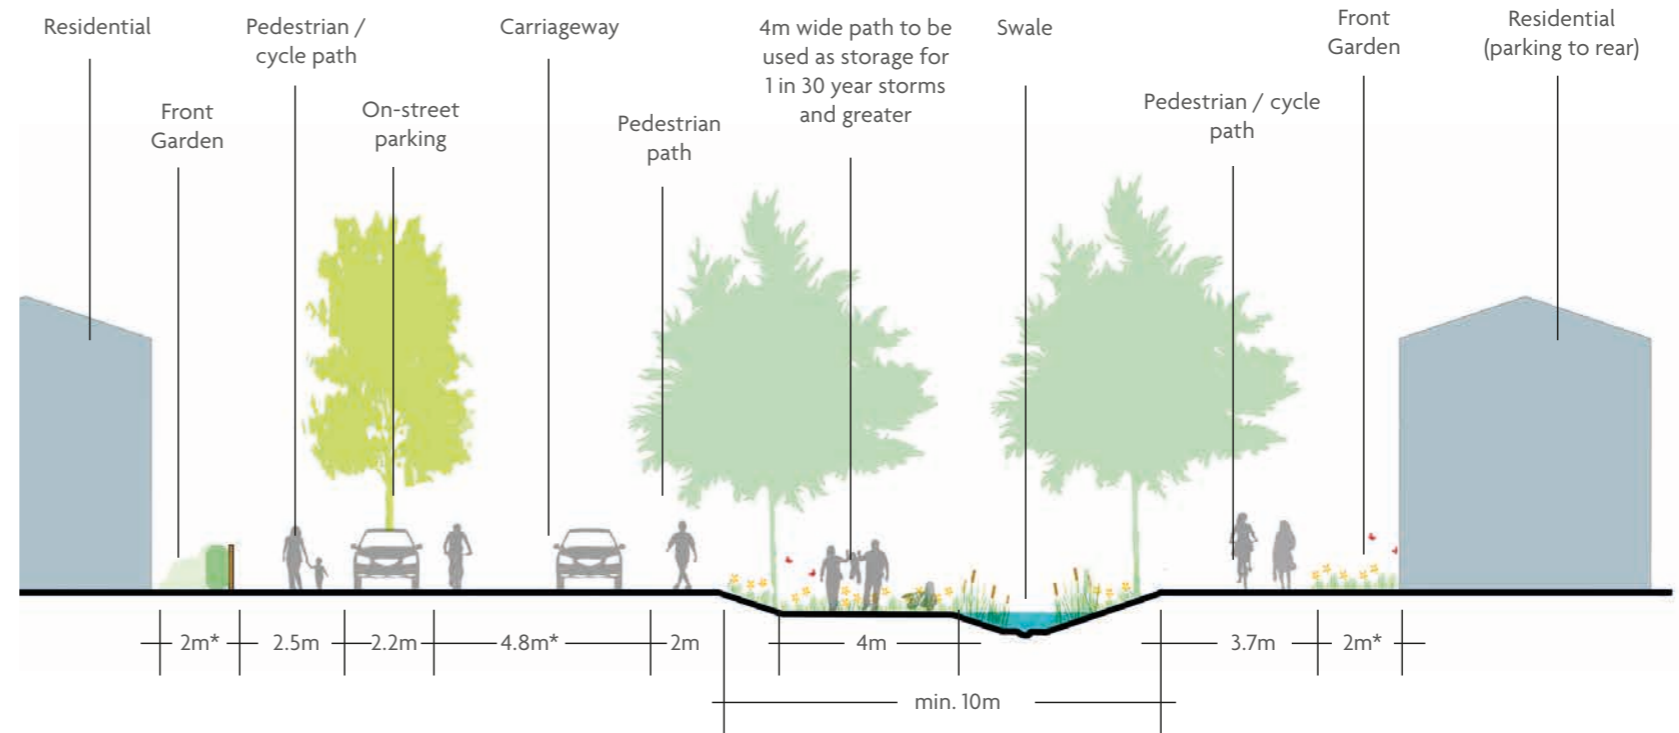 Residential
Front
Garden
Pedestrian /
cycle path
On-street
parking
Carriageway
Pedestrian
path
4m wide path to be
used as storage for
1 in 30 year storms
and greater
Swale
Pedestrian / cycle
path
Front
Garden
Residential
(parking to rear)
2m*
2.5m
2.2m
4.8m*
2m
4m
3.7m
2m*
min. 10m